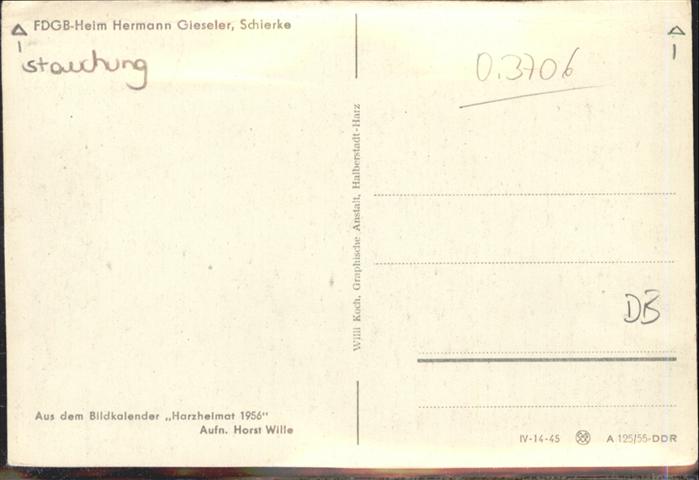 FDGB-Heim Hermann Gieseler, Schierke
stauchung
0.3706
Willi Koch, Graphische Anstalt, Halberstadt-Harz
DB
Aus dem Bildkalender „Harzheimat 1956"
Aufn. Horst Wille
IV-14-45 A 125/55-DDR